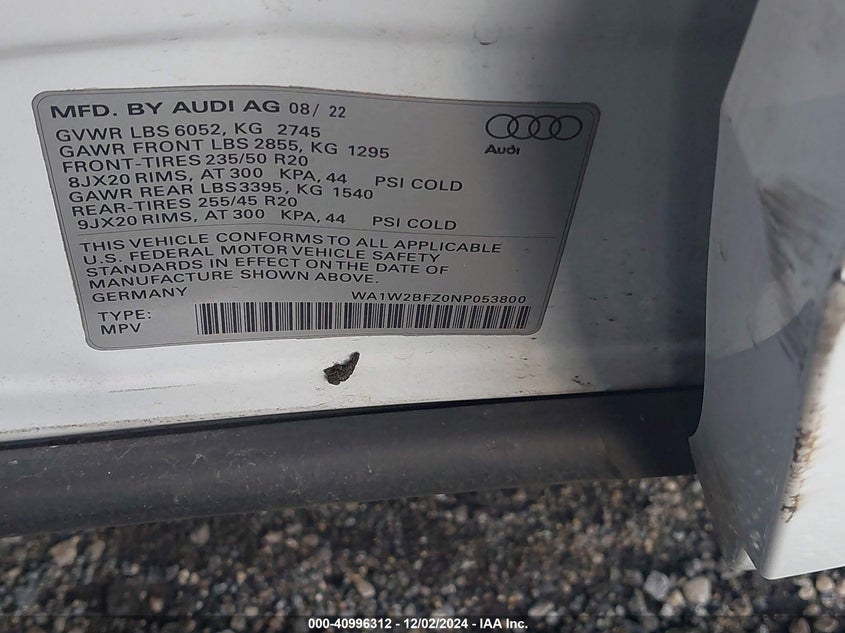 MFD. BY AUDI AG 08/ 22
GVWR LBS 6052, KG 2745
GAWR FRONT LBS 2855, KG 1295
FRONT-TIRES 235/50 R20
8JX20 RIMS, AT 300 KPA, 44 PSI COLD
GAWR REAR LBS3395, KG 1540
REAR-TIRES 255/45 R20
9JX20 RIMS, AT 300 KPA, 44 PSI COLD
Audi
THIS VEHICLE CONFORMS TO ALL APPLICABLE
U.S. FEDERAL MOTOR VEHICLE SAFETY
STANDARDS IN EFFECT ON THE DATE OF
MANUFACTURE SHOWN ABOVE.
GERMANY WA1W2BFZ0NP053800
TYPE:
MPV
000-40996312 - 12/02/2024 - IAA Inc.